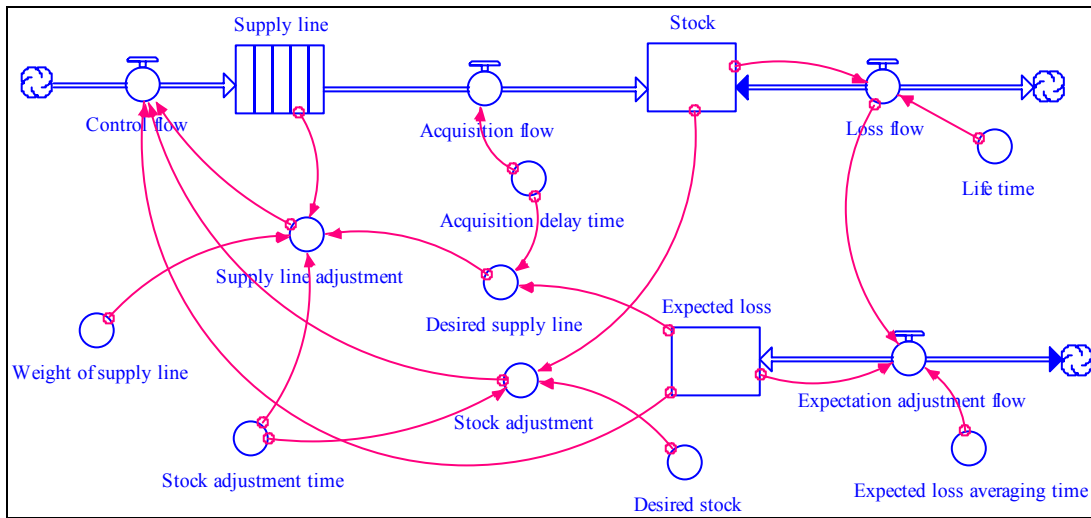 Supply line
Stock
Control flow
Acquisition flow
Loss flow
Life time
Acquisition delay time
Supply line adjustment
Expected loss
Desired supply line
Weight of supply line
Expectation adjustment flow
Stock adjustment
Stock adjustment time
Desired stock
Expected loss averaging time